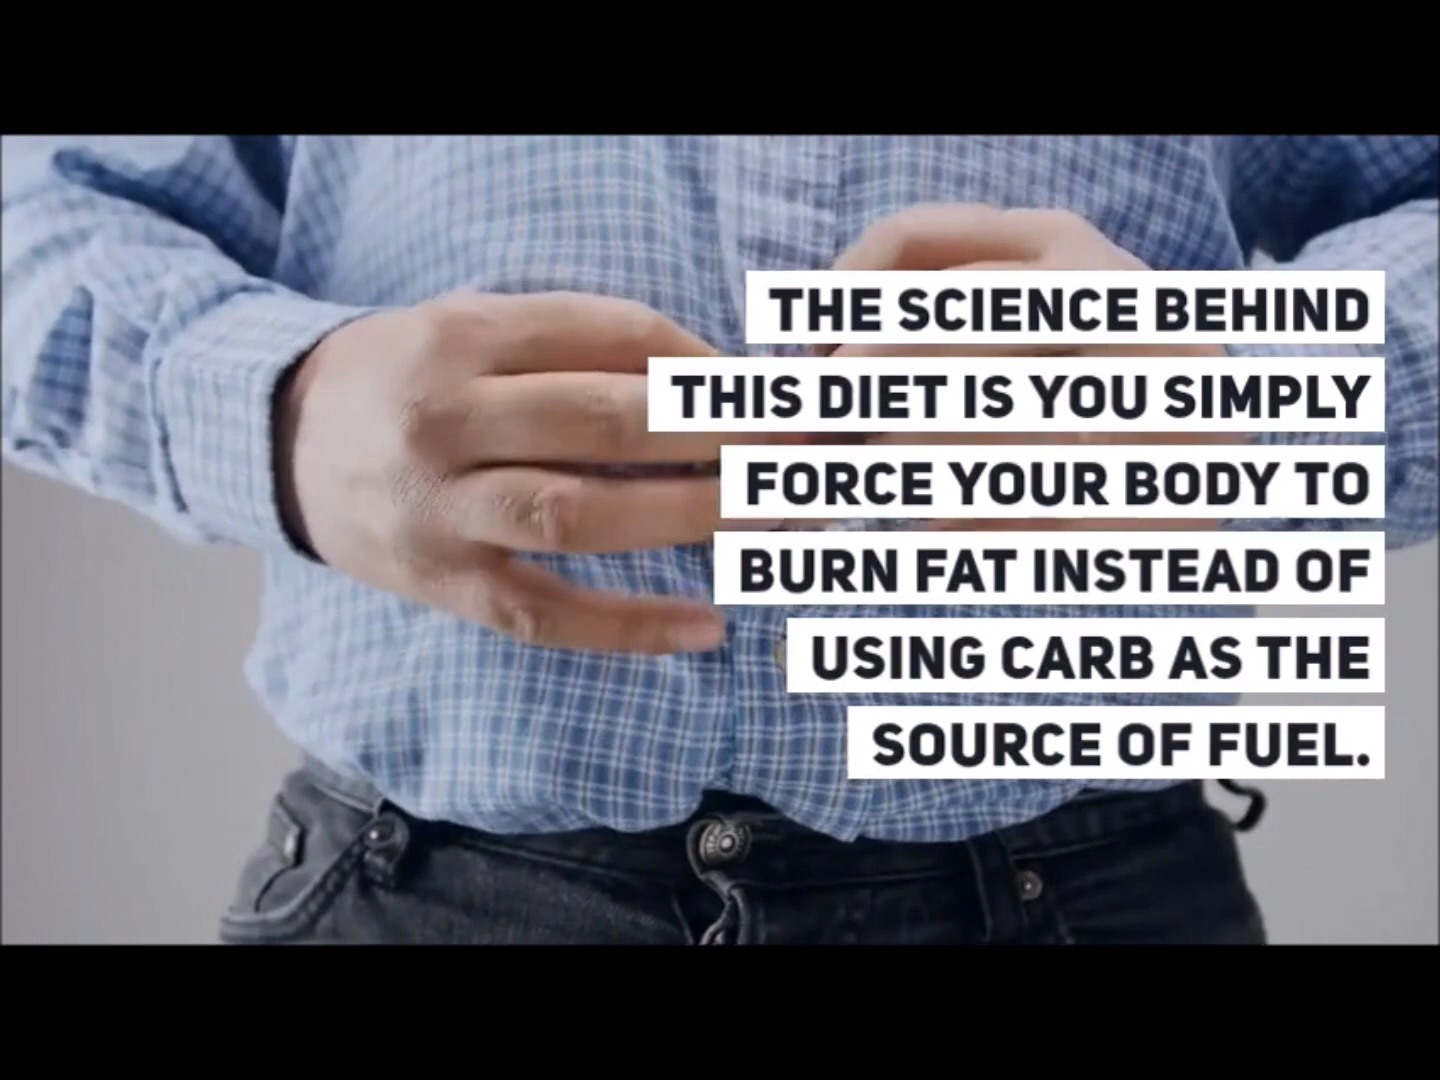 THE SCIENCE BEHIND
THIS DIET IS YOU SIMPLY
FORCE YOUR BODY TO
BURN FAT INSTEAD OF
USING CARB AS THE
SOURCE OF FUEL.